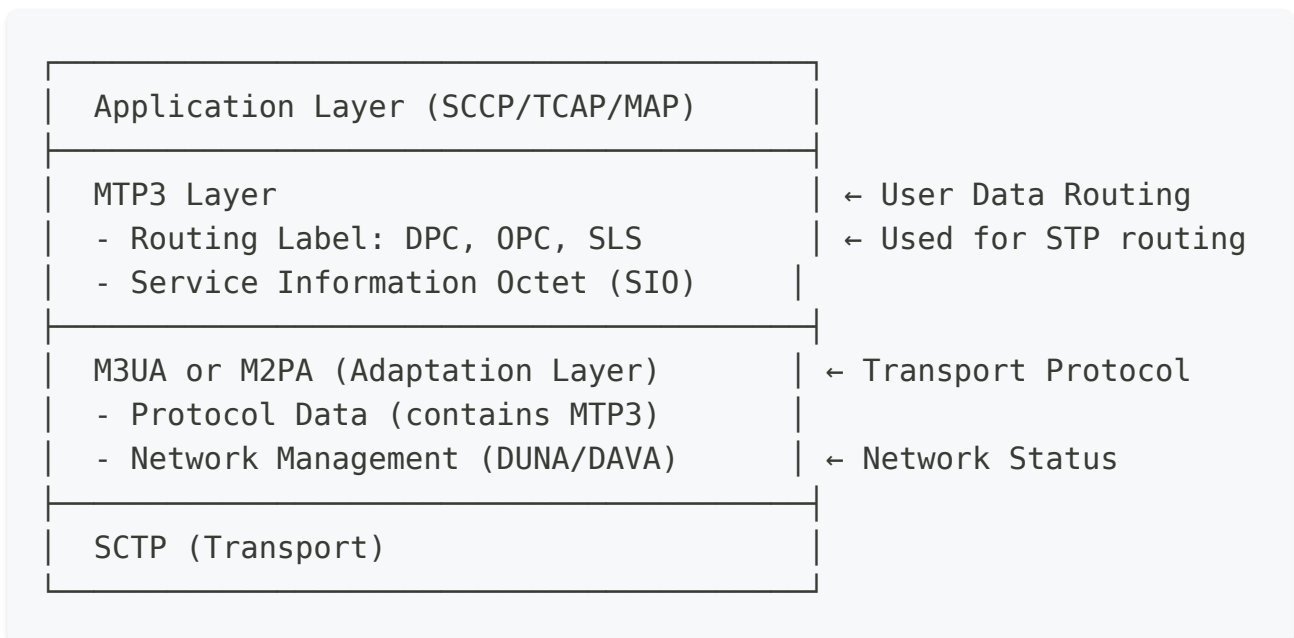 Application Layer (SCCP/TCAP/MAP)
MTP3 Layer ← User Data Routing
- Routing Label: DPC, OPC, SLS ← Used for STP routing
- Service Information Octet (SIO)
M3UA or M2PA (Adaptation Layer) ← Transport Protocol
- Protocol Data (contains MTP3)
- Network Management (DUNA/DAVA) ← Network Status
SCTP (Transport)